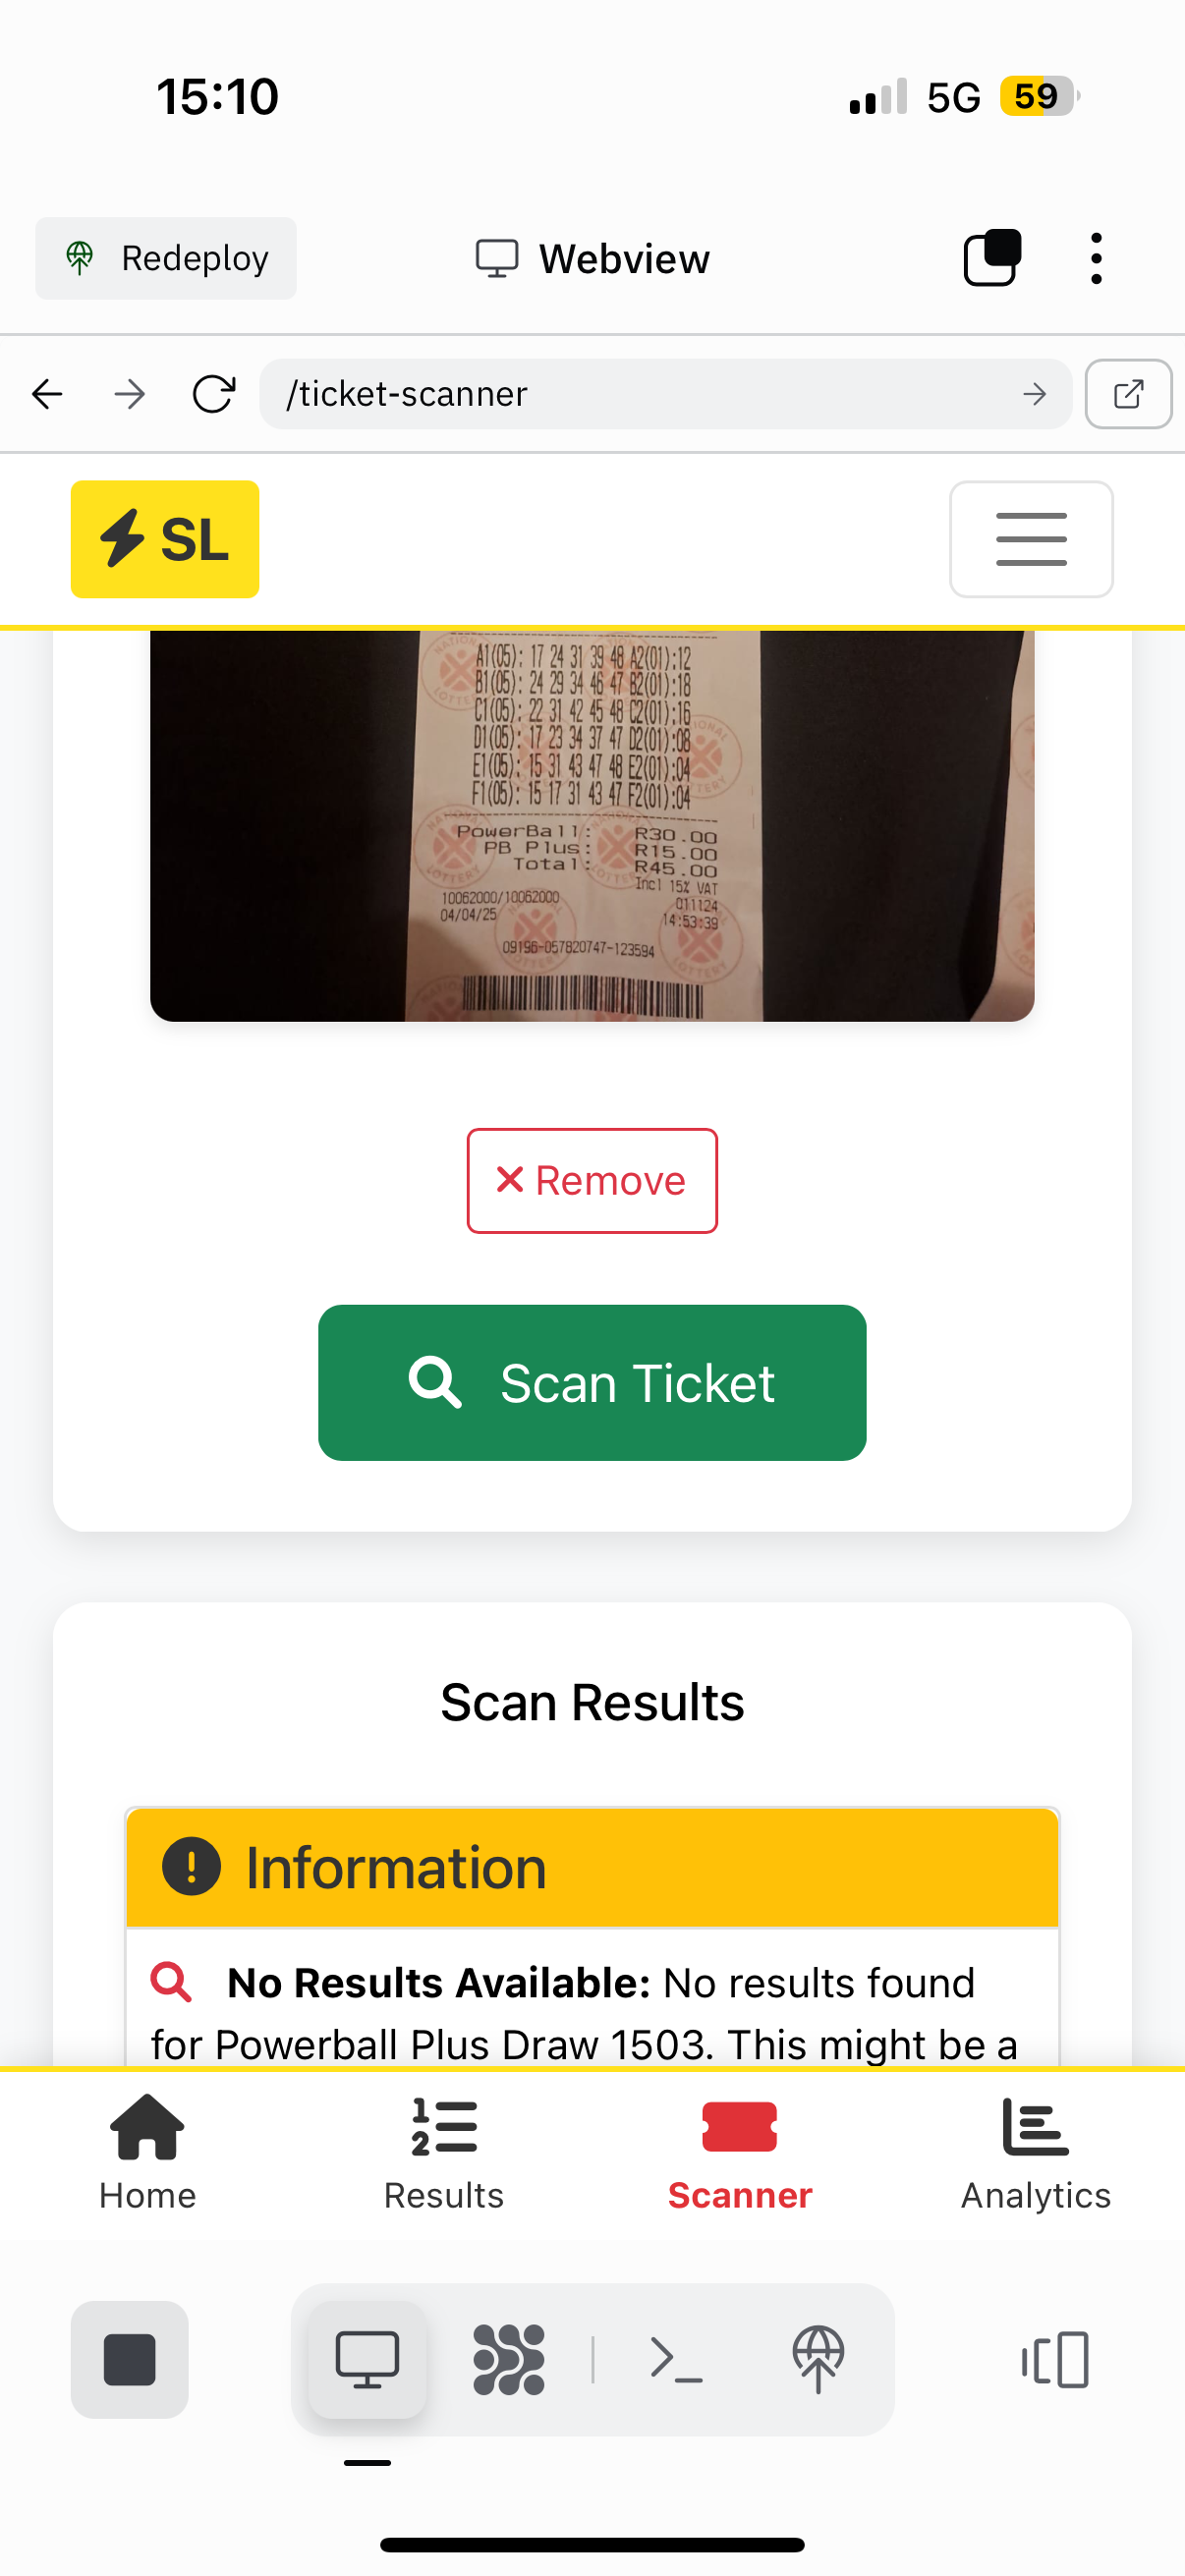 15:10
5G 59
Redeploy
Webview
/ticket-scanner
SL
A1(05): 17 24 31 39 48 A2(01):12
B1(05): 24 29 34 46 47 B2(01):18
C1(05): 22 31 42 45 48 C2(01):16
D1(05): 17 23 34 37 47 D2(01):08
E1(05): 15 31 43 47 48 E2(01):04
F1(05): 15 17 31 43 47 F2(01):04
PowerBall: R30.00
PB Plus: R15.00
Total: R45.00
Incl 15% VAT
10062000/10062000 011124
04/04/25 14:53:39
09196-057820747-123594
Remove
Scan Ticket
Scan Results
Information
No Results Available: No results found
for Powerball Plus Draw 1503. This might be a
Home
Results
Scanner
Analytics